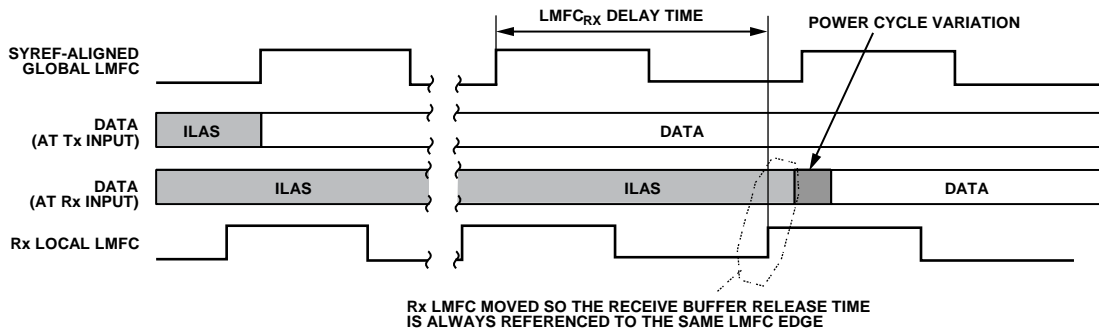 LMFCRX DELAY TIME
POWER CYCLE VARIATION
SYREF-ALIGNED
GLOBAL LMFC
DATA
(AT Tx INPUT)
ILAS
DATA
DATA
(AT Rx INPUT)
ILAS
ILAS
DATA
Rx LOCAL LMFC
Rx LMFC MOVED SO THE RECEIVE BUFFER RELEASE TIME
IS ALWAYS REFERENCED TO THE SAME LMFC EDGE